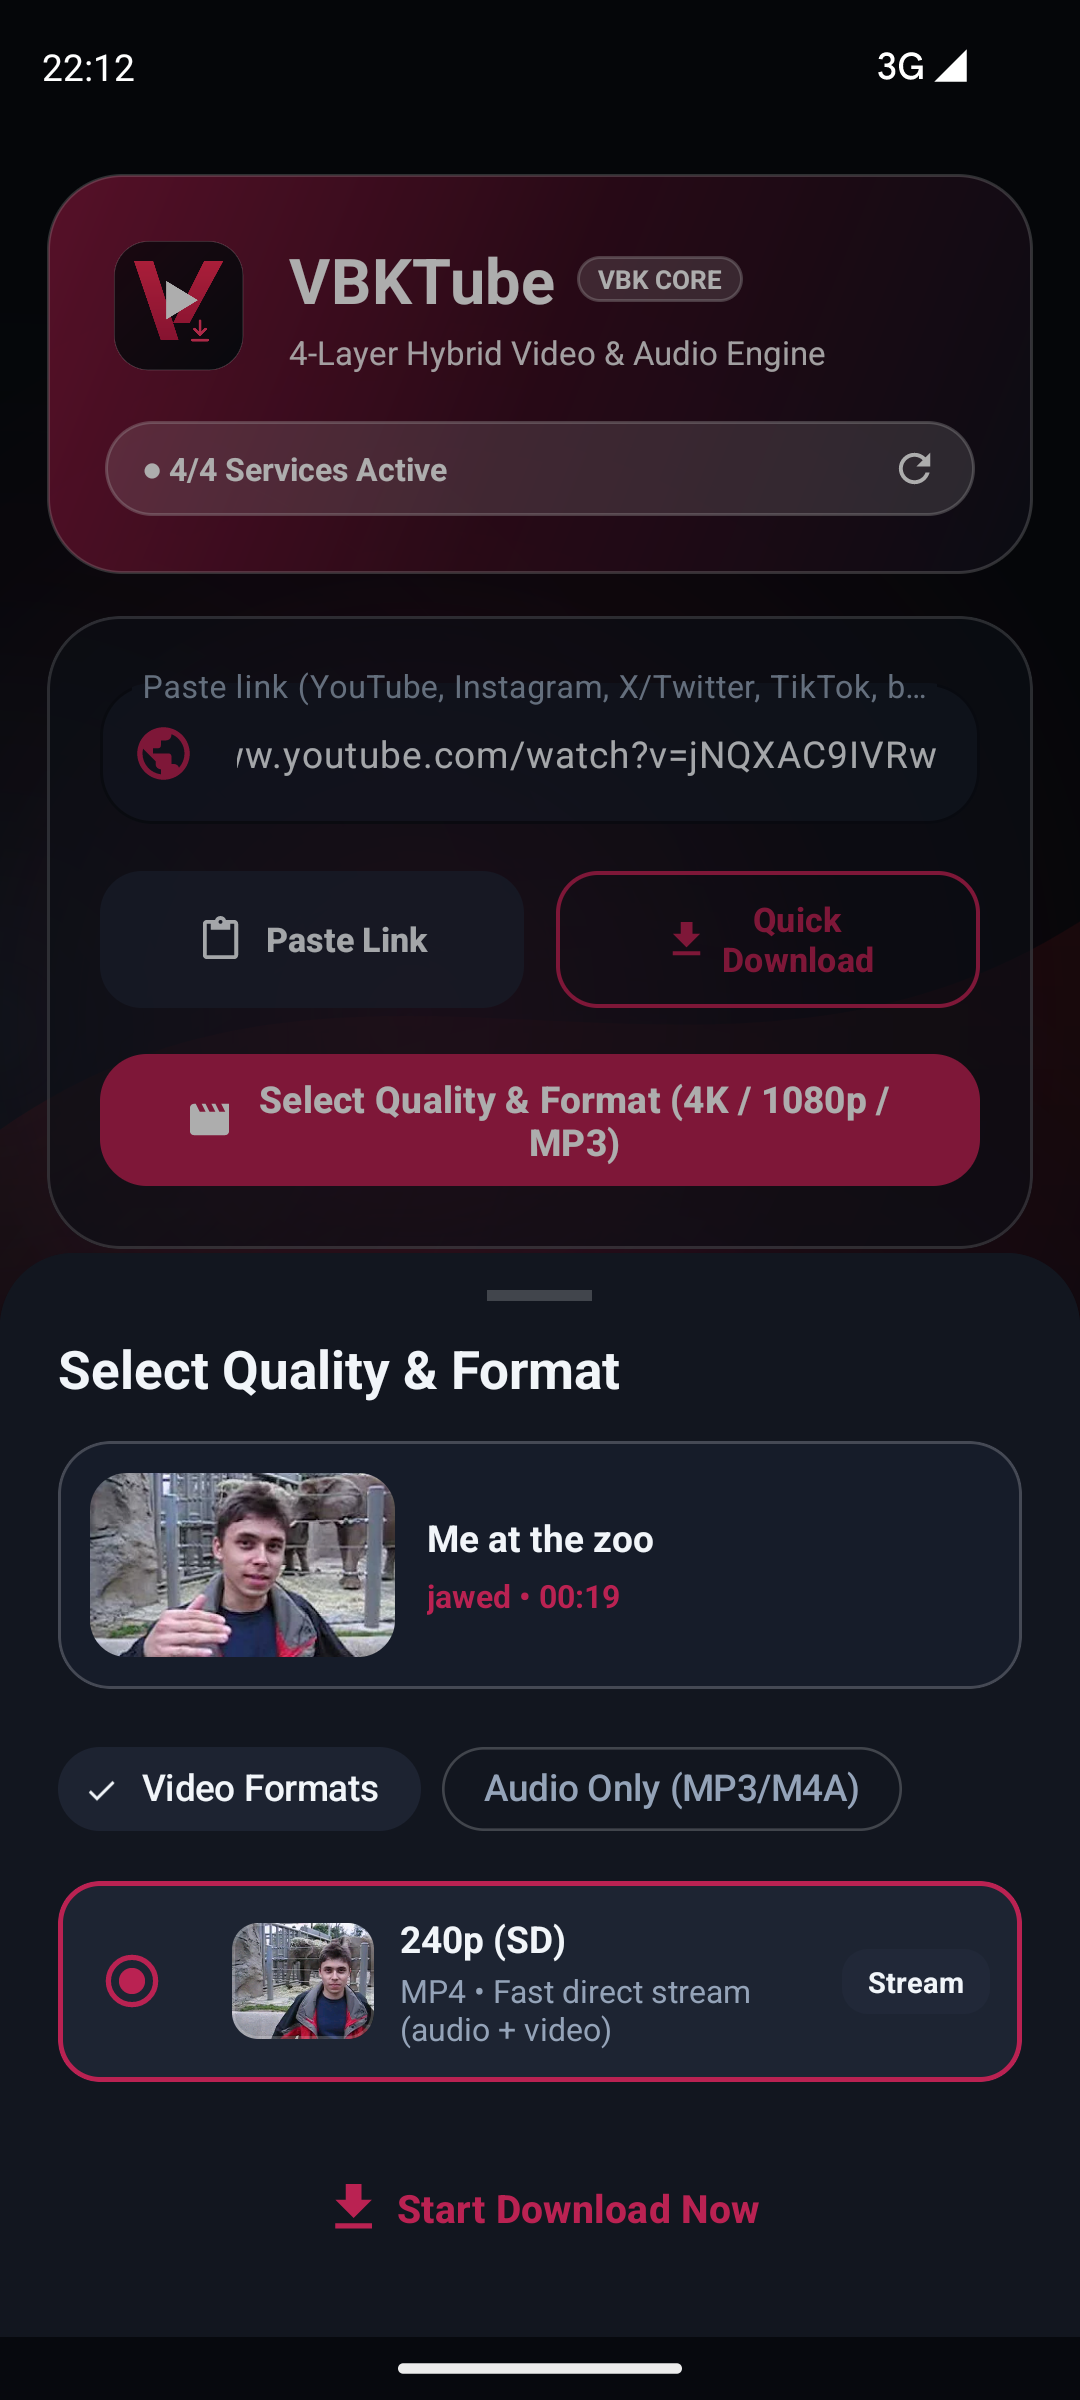 22:12
3G
VBKTube
VBK CORE
4-Layer Hybrid Video & Audio Engine
4/4 Services Active
Paste link (YouTube, Instagram, X/Twitter, TikTok, b...
w.youtube.com/watch?v=jNQXAC9IVRw
Paste Link
Quick
Download
Select Quality & Format (4K / 1080p /
MP3)
Select Quality & Format
Me at the zoo
jawed • 00:19
Video Formats
Audio Only (MP3/M4A)
240p (SD)
MP4 • Fast direct stream
(audio + video)
Stream
Start Download Now